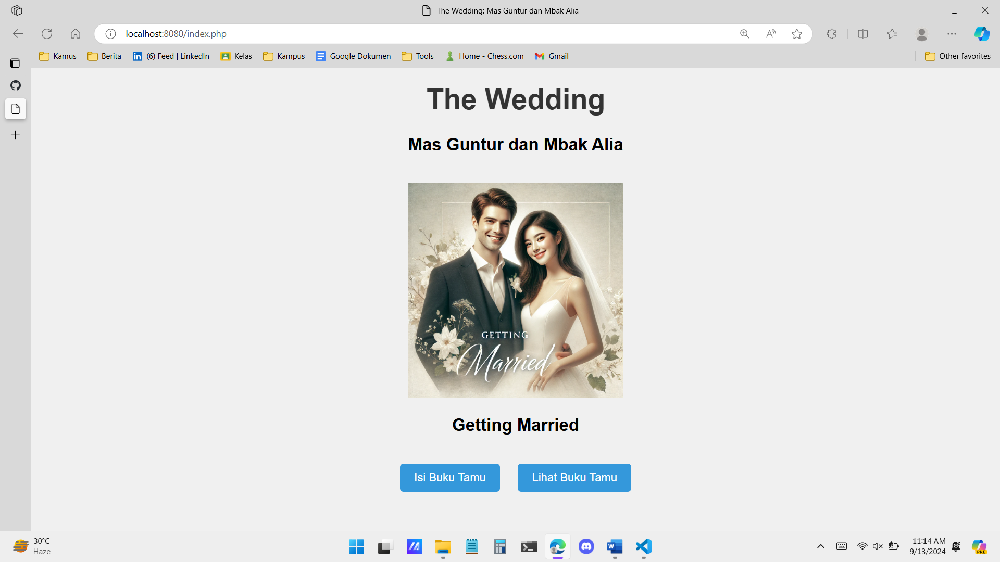 The Wedding: Mas Guntur dan Mbak Alia
localhost:8080/index.php
Kamus
Berita
(6) Feed | LinkedIn
Kelas
Kampus
Google Dokumen
Tools
Home - Chess.com
Gmail
Other favorites
The Wedding
Mas Guntur dan Mbak Alia
GETTING
Married
Getting Married
Isi Buku Tamu
Lihat Buku Tamu
30°C
Haze
11:14 AM
9/13/2024
PRE